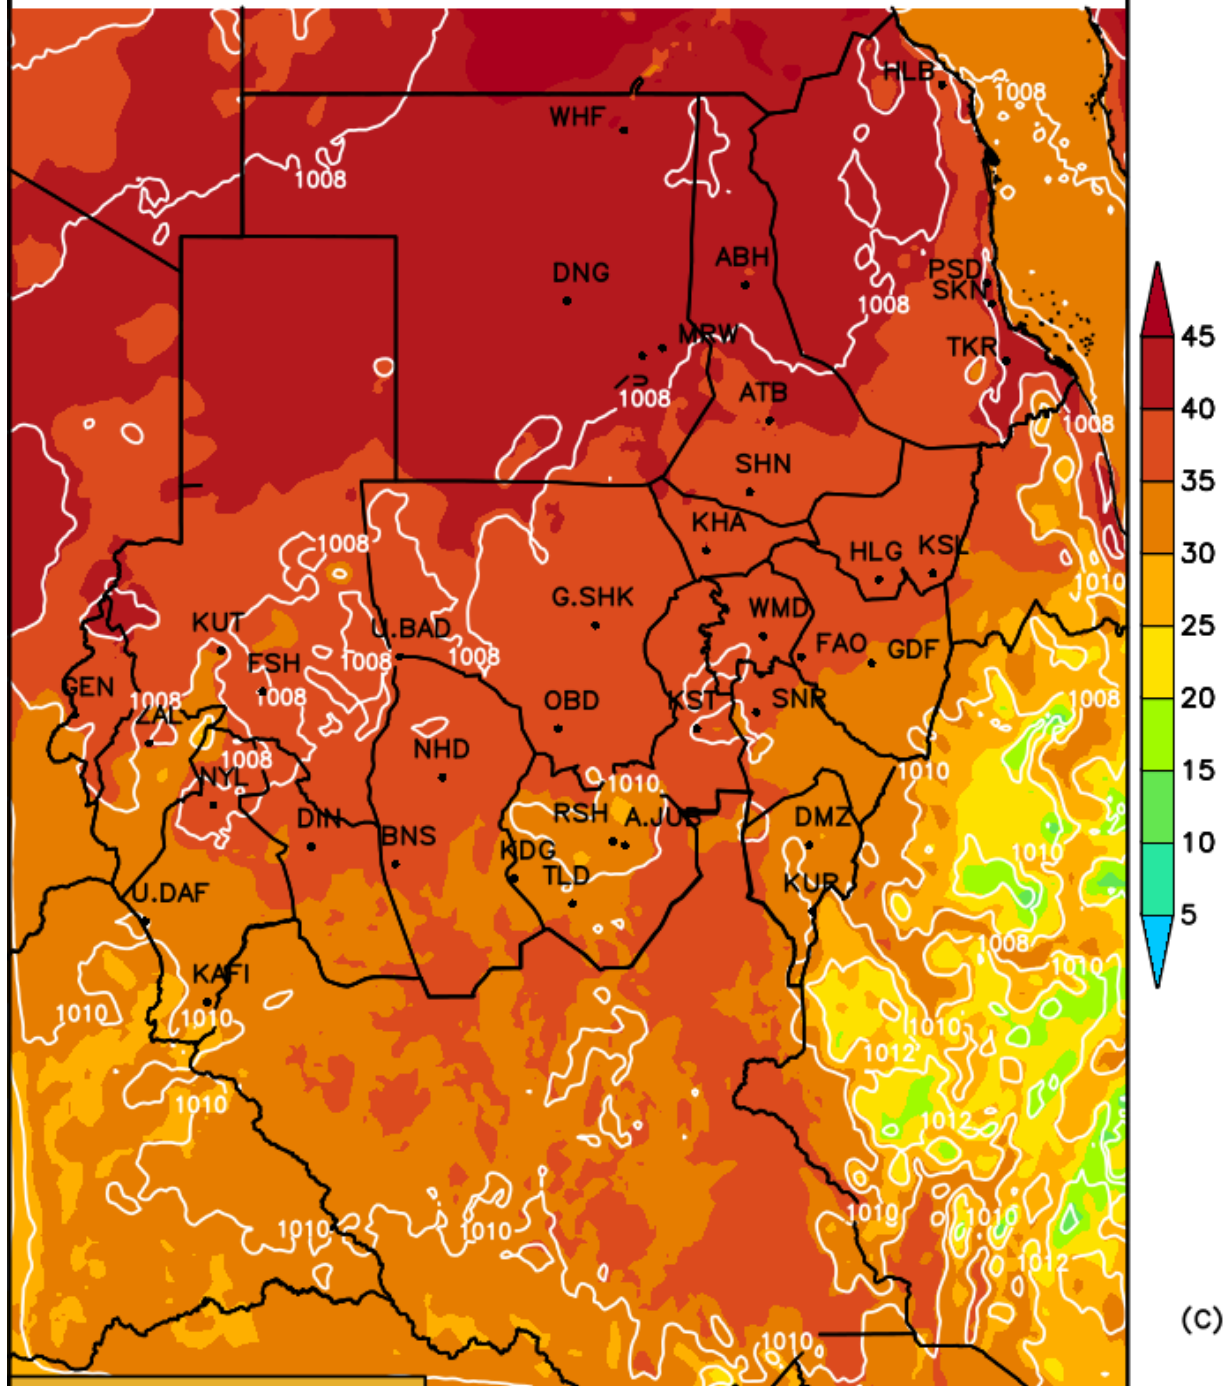 HLB
1008
WHF
1008
ABH
PSD
DNG
SKN
1008
MRW
TKR
45
ATB
1008
40
1008
SHN
35
KHA
1008
HLG
KSL
30
1010
G.SHK
WMD
KUT
U.BAD
25
FAO
GDF
1008
1008
FSH
GEN
1008
1008
OBD
KST
SNR
1008
20
ZAL
NHD
1008
NYL
1010
1010
15
DIN
RSH
A.JUB
DMZ
BNS
10
KDG
1010
TLD
KUR
U.DAF
5
1008
KAFI
1010
1010
1010
1010
1012
1010
1012
1010
1010
1010
1010
1012
1010
(C)